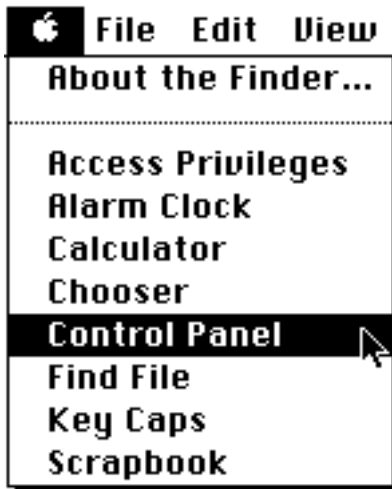 File Edit View
About the Finder...
Access Privileges
Alarm Clock
Calculator
Chooser
Control Panel
Find File
Key Caps
Scrapbook